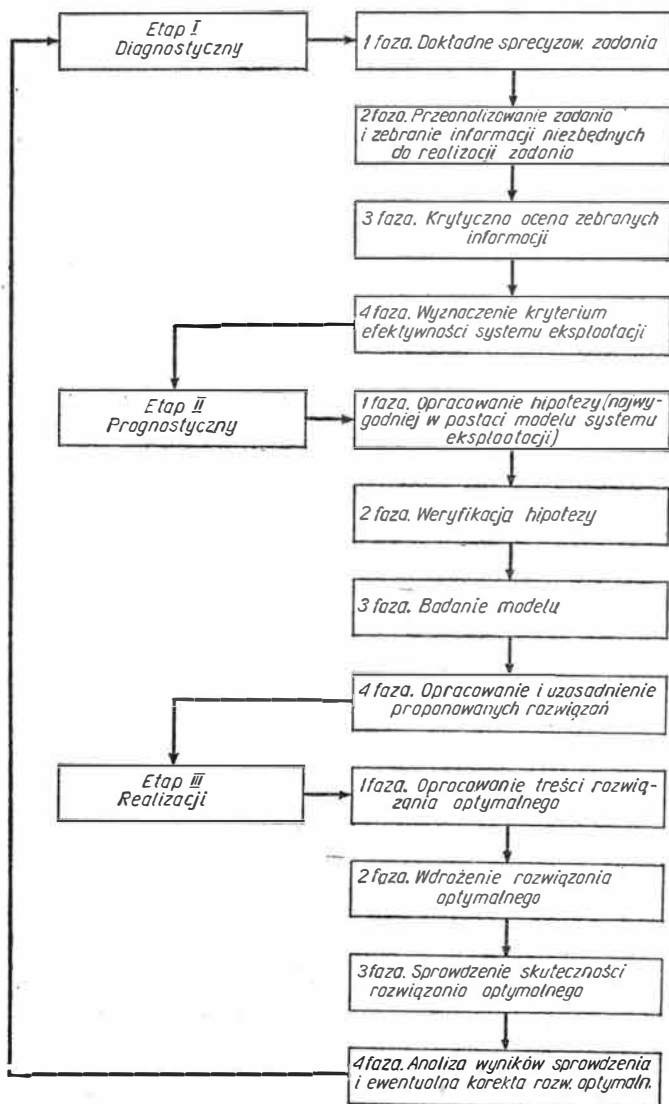 Etap I
Diagnostyczny
1 faza. Dokładne sprecyzow. zadania
2 faza. Przeanalizowanie zadania
i zebranie informacji niezbędnych
do realizacji zadania
3 faza. Krytyczna ocena zebranych
informacji
4 faza. Wyznaczenie kryterium
efektywności systemu eksploatacji
Etap II
Prognostyczny
1 faza. Opracowanie hipotezy (najwy-
godniej w postaci modelu systemu
eksploatacji)
2 faza. Weryfikacja hipotezy
3 faza. Badanie modelu
4 faza. Opracowanie i uzasadnienie
proponowanych rozwiązań
Etap III
Realizacji
1 faza. Opracowanie treści rozwią-
zania optymalnego
2 faza. Wdrożenie rozwiązania
optymalnego
3 faza. Sprawdzenie skuteczności
rozwiązania optymalnego
4 faza. Analiza wyników sprawdzenia
i ewentualna korekta rozw. optymaln.